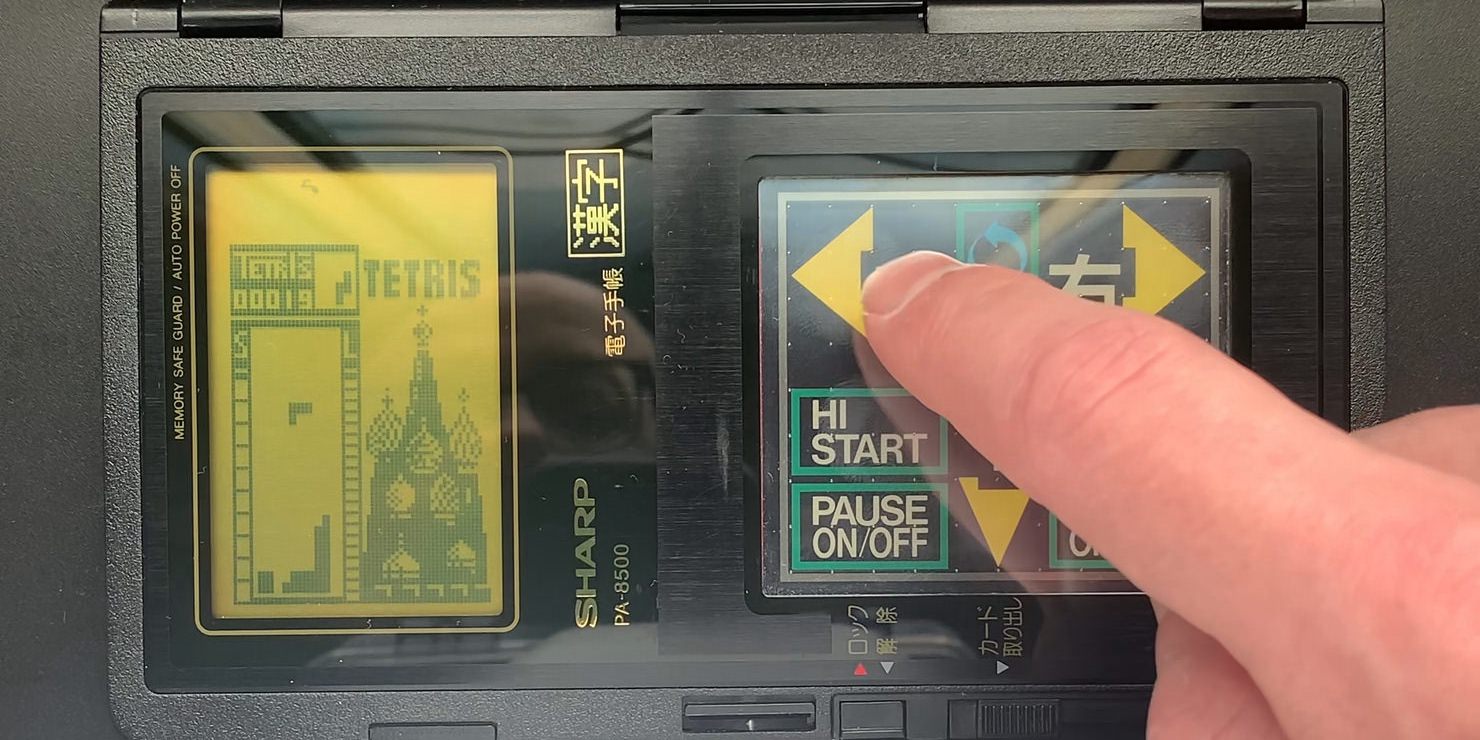 MEMORY SAFE GUARD / AUTO POWER OFF
TETRIS
00019
TETRIS
漢字
電子手帳
SHARP
PA-8500
右
HI
START
PAUSE
ON/OFF
ロック
解除
カード
取り出し